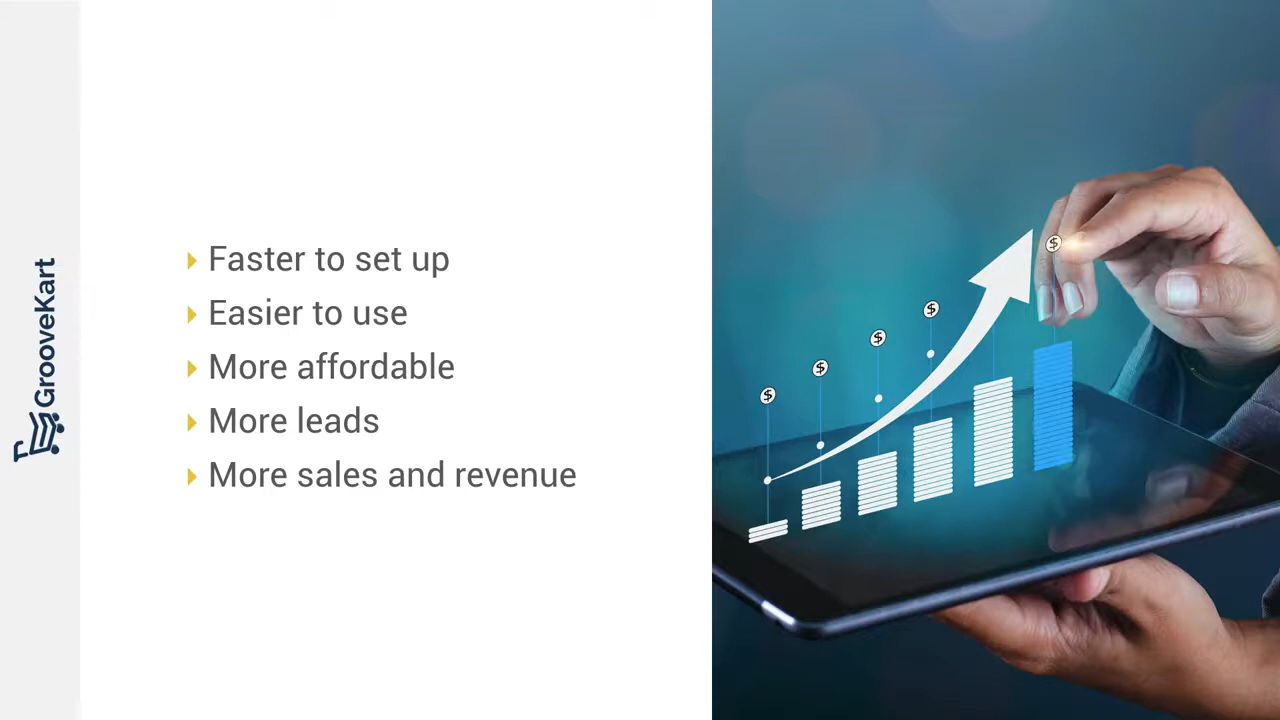 GrooveKart
Faster to set up
Easier to use
More affordable
More leads
More sales and revenue
$
$
$
$
$